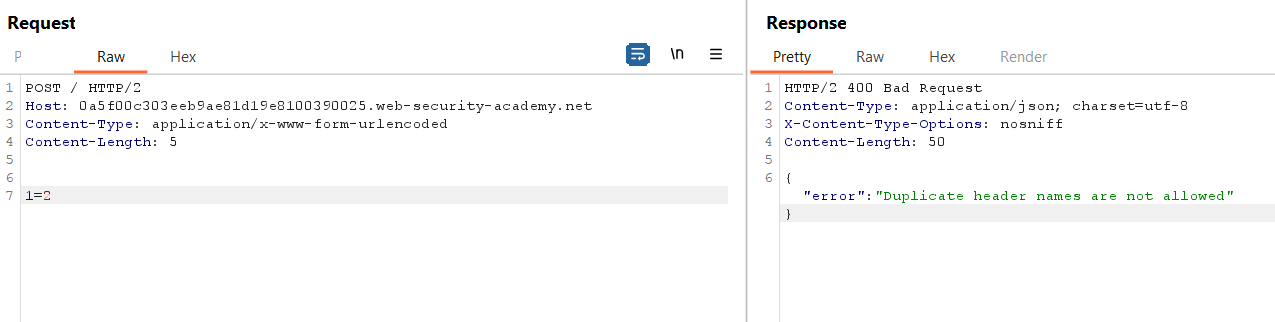 Request
P Raw Hex \n
1 POST / HTTP/2
2 Host: 0a5f00c303eeb9ae81d19e8100390025.web-security-academy.net
3 Content-Type: application/x-www-form-urlencoded
4 Content-Length: 5
5
6
7 1=2
Response
Pretty Raw Hex Render
1 HTTP/2 400 Bad Request
2 Content-Type: application/json; charset=utf-8
3 X-Content-Type-Options: nosniff
4 Content-Length: 50
5
6 {
"error":"Duplicate header names are not allowed"
}